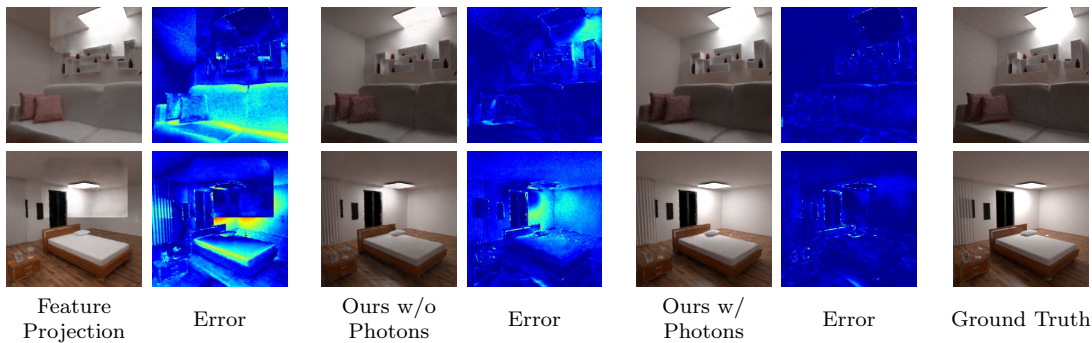 Feature
Projection
Error
Ours w/o
Photons
Error
Ours w/
Photons
Error
Ground Truth